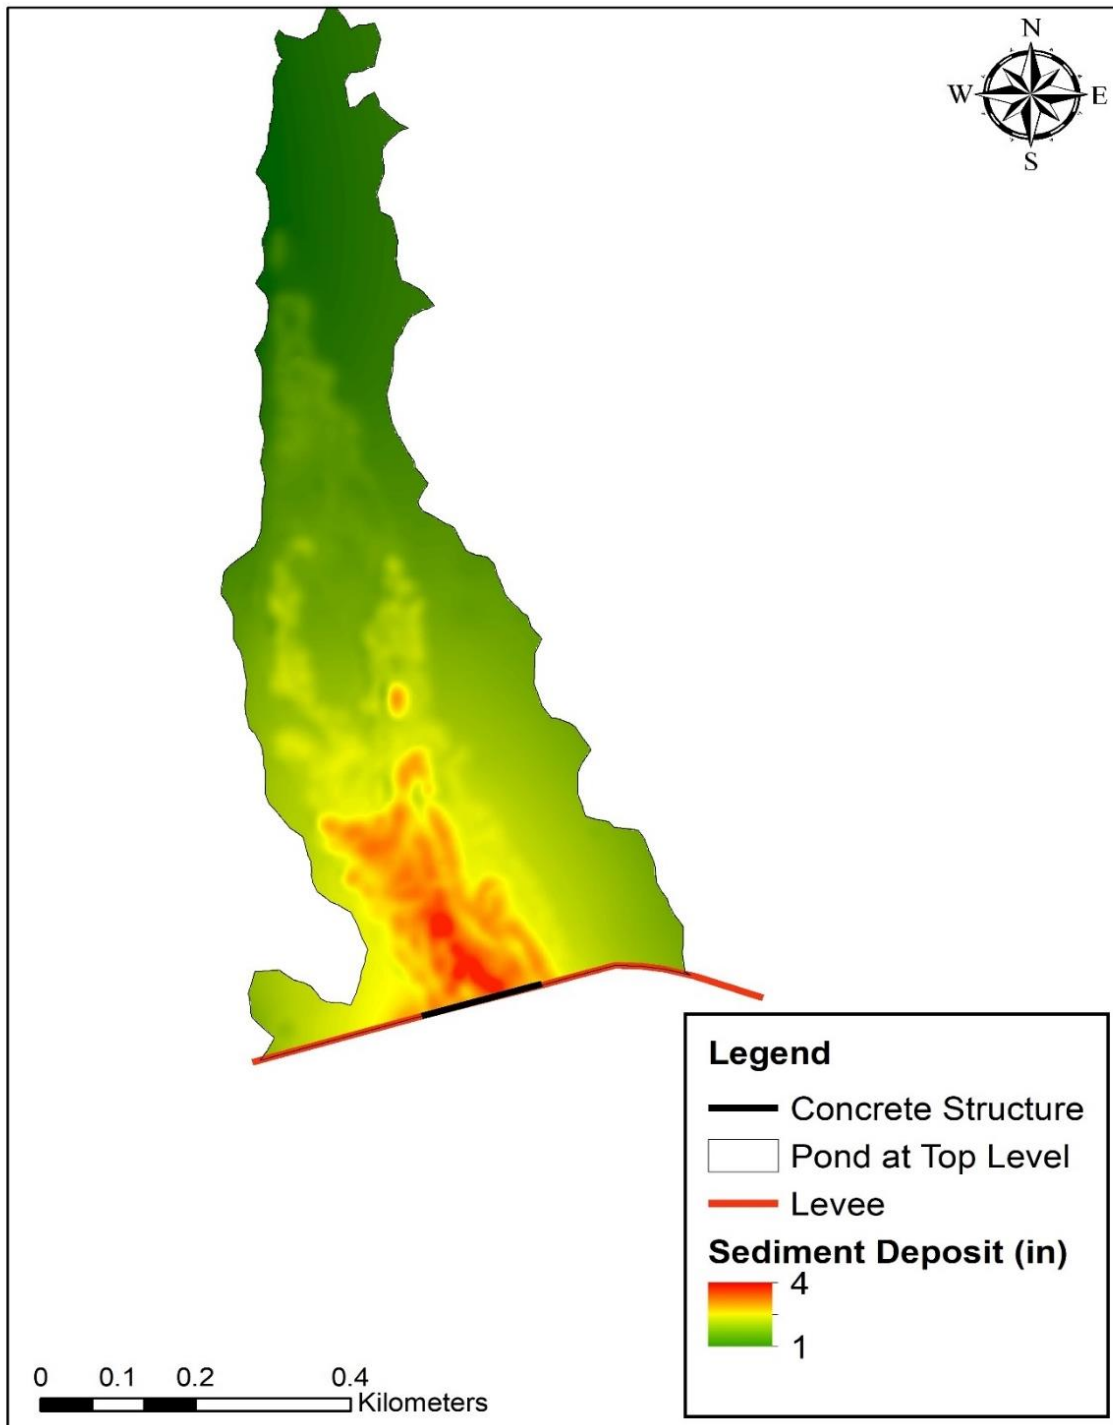 N
W E
S
Legend
Concrete Structure
Pond at Top Level
Levee
Sediment Deposit (in)
4
1
0 0.1 0.2 0.4
Kilometers